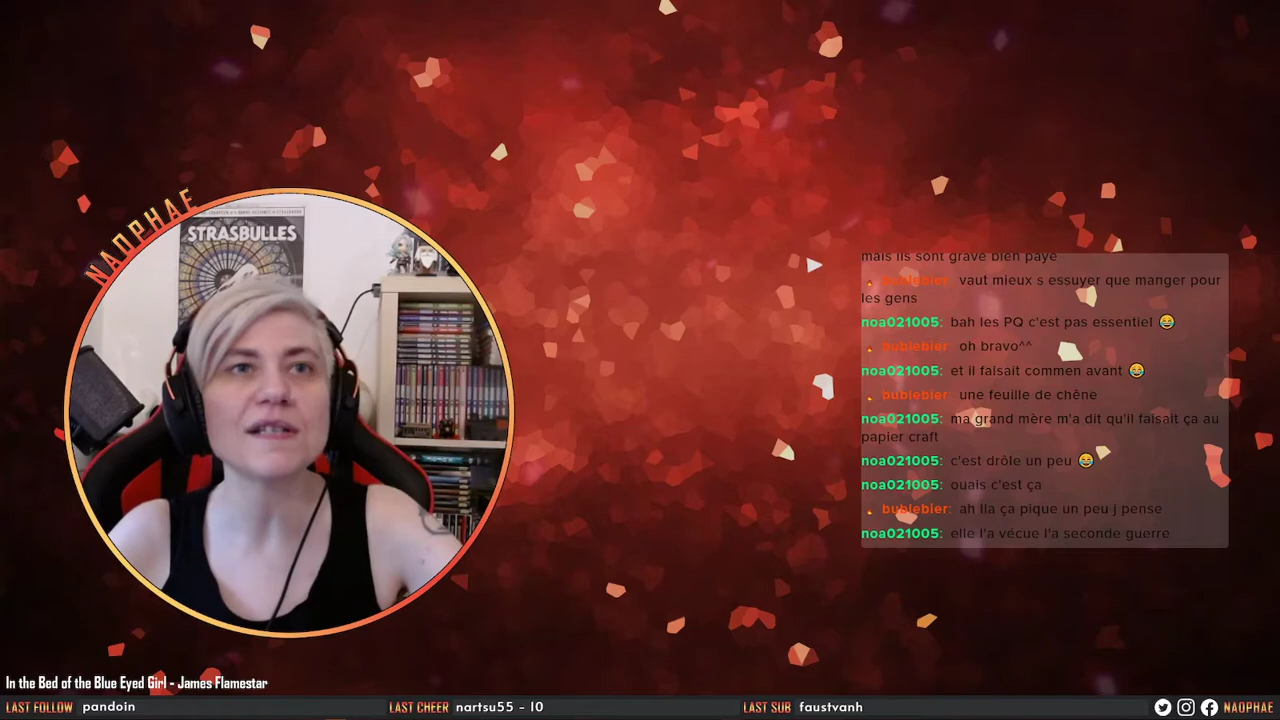 NAOPHAE
STRASBULLES
mais ils sont grave bien payé
bublebier: vaut mieux s essuyer que manger pour
les gens
noa021005: bah les PQ c'est pas essentiel 😂
bublebier: oh bravo^^
noa021005: et il faisait commen avant 😂
bublebier: une feuille de chêne
noa021005: ma grand mère m'a dit qu'il faisait ça au
papier craft
noa021005: c'est drôle un peu 😂
noa021005: ouais c'est ça
bublebier: ah lla ça pique un peu j pense
noa021005: elle l'a vécue l'a seconde guerre
In the Bed of the Blue Eyed Girl - James Flamestar
LAST FOLLOW pandoin LAST CHEER nartsu55 - 10 LAST SUB faustvanh NAOPHAE